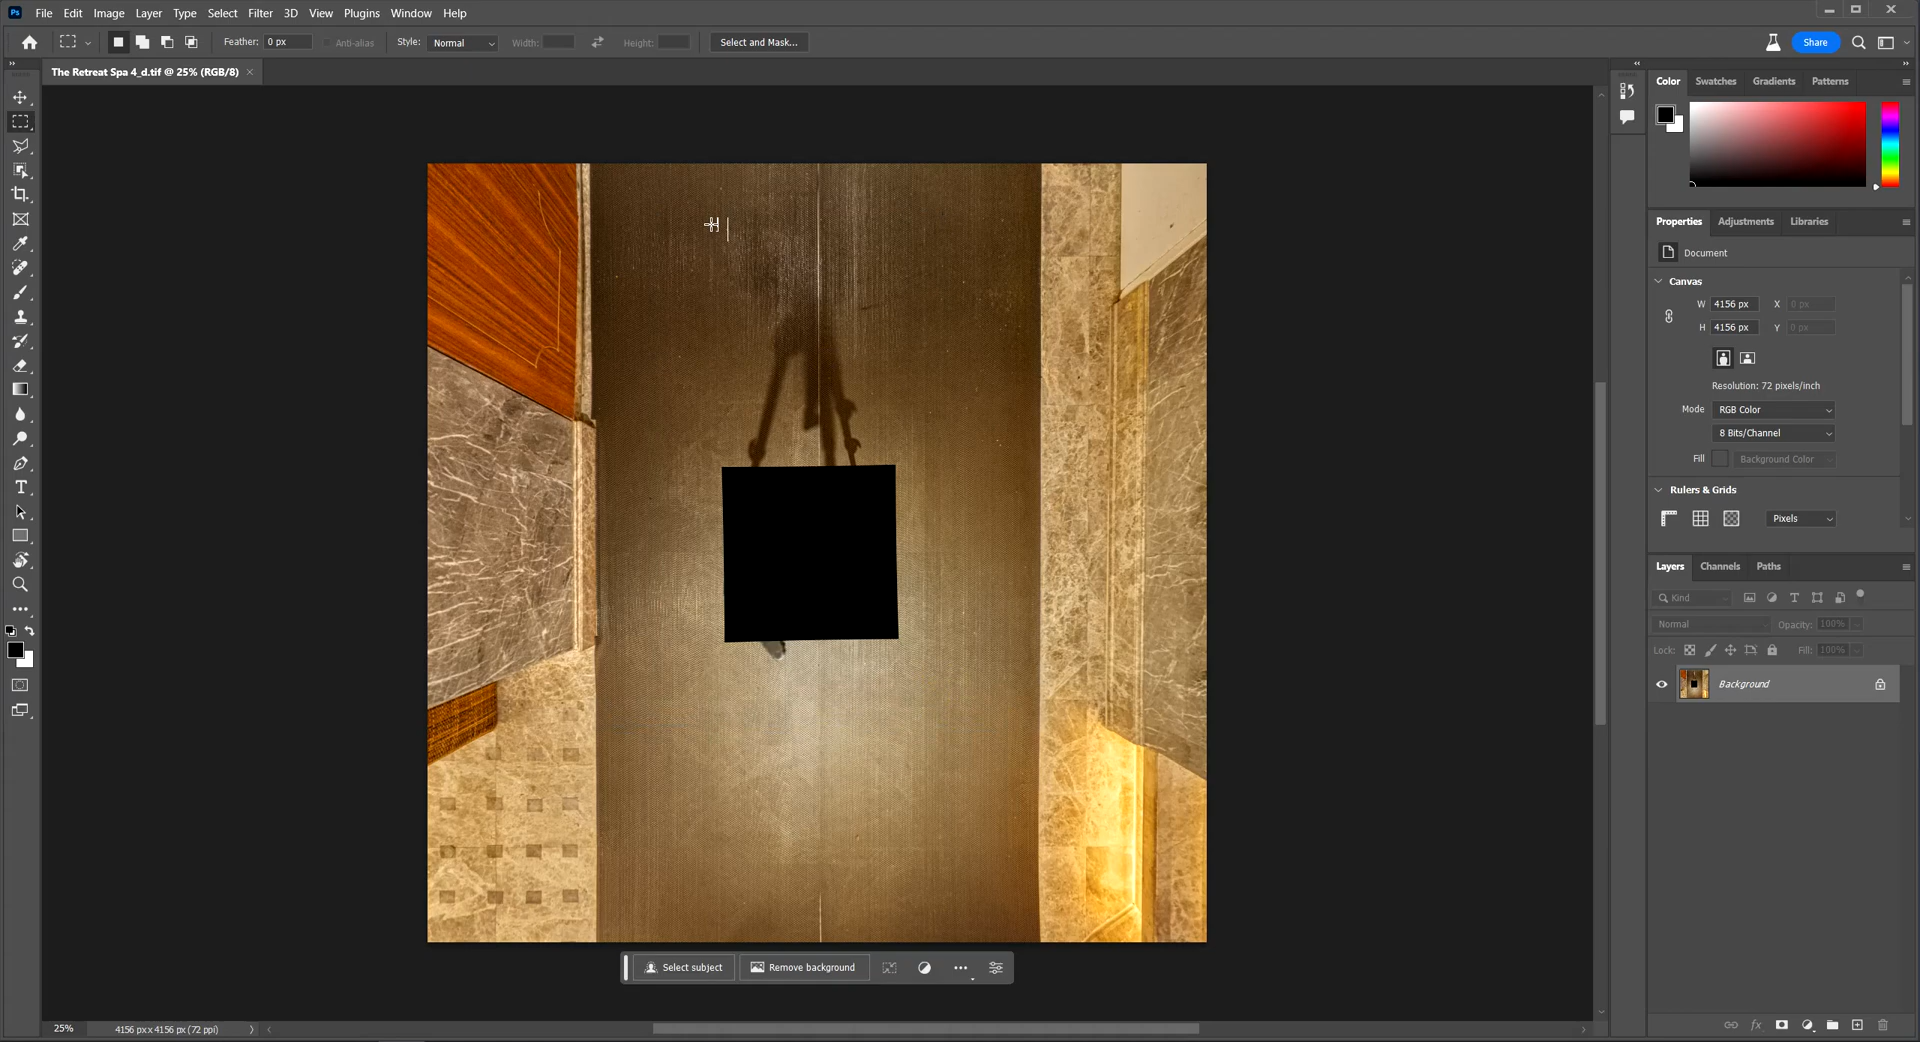 Ps File Edit Image Layer Type Select Filter 3D View Plugins Window Help
Feather: 0 px Anti-alias Style: Normal Width: Height: Select and Mask... Share
The Retreat Spa 4_d.tif @ 25% (RGB/8)
Color Swatches Gradients Patterns
Properties Adjustments Libraries
Document
Canvas
W 4156 px X 0 px
H 4156 px Y 0 px
Resolution: 72 pixels/inch
Mode RGB Color
8 Bits/Channel
Fill Background Color
Rulers & Grids
Pixels
Layers Channels Paths
Kind
Normal Opacity: 100%
Lock: Fill: 100%
Background
Select subject Remove background
25% 4156 px x 4156 px (72 ppi)
fx